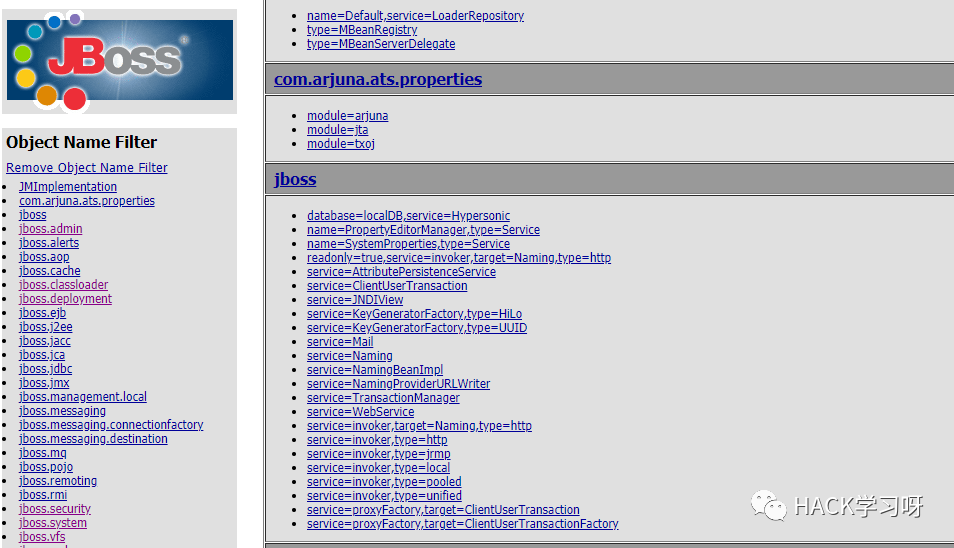 JBoss
Object Name Filter
Remove Object Name Filter
JMImplementation
com.arjuna.ats.properties
jboss
jboss.admin
jboss.alerts
jboss.aop
jboss.cache
jboss.classloader
jboss.deployment
jboss.ejb
jboss.j2ee
jboss.jacc
jboss.jca
jboss.jdbc
jboss.jmx
jboss.management.local
jboss.messaging
jboss.messaging.connectionfactory
jboss.messaging.destination
jboss.mq
jboss.pojo
jboss.remoting
jboss.rmi
jboss.security
jboss.system
jboss.vfs
name=Default,service=LoaderRepository
type=MBeanRegistry
type=MBeanServerDelegate
com.arjuna.ats.properties
module=arjuna
module=jta
module=txoj
jboss
database=localDB,service=Hypersonic
name=PropertyEditorManager,type=Service
name=SystemProperties,type=Service
readonly=true,service=invoker,target=Naming,type=http
service=AttributePersistenceService
service=ClientUserTransaction
service=JNDIView
service=KeyGeneratorFactory,type=HiLo
service=KeyGeneratorFactory,type=UUID
service=Mail
service=Naming
service=NamingBeanImpl
service=NamingProviderURLWriter
service=TransactionManager
service=WebService
service=invoker,target=Naming,type=http
service=invoker,type=http
service=invoker,type=jrmp
service=invoker,type=local
service=invoker,type=pooled
service=invoker,type=unified
service=proxyFactory,target=ClientUserTransaction
service=proxyFactory,target=ClientUserTransactionFactory
HACK学习呀